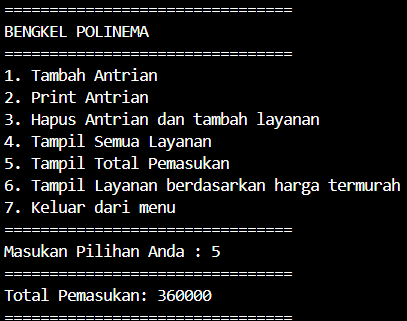 ================================
BENGKEL POLINEMA
================================
1. Tambah Antrian
2. Print Antrian
3. Hapus Antrian dan tambah layanan
4. Tampil Semua Layanan
5. Tampil Total Pemasukan
6. Tampil Layanan berdasarkan harga termurah
7. Keluar dari menu
================================
Masukan Pilihan Anda : 5
================================
Total Pemasukan: 360000
================================